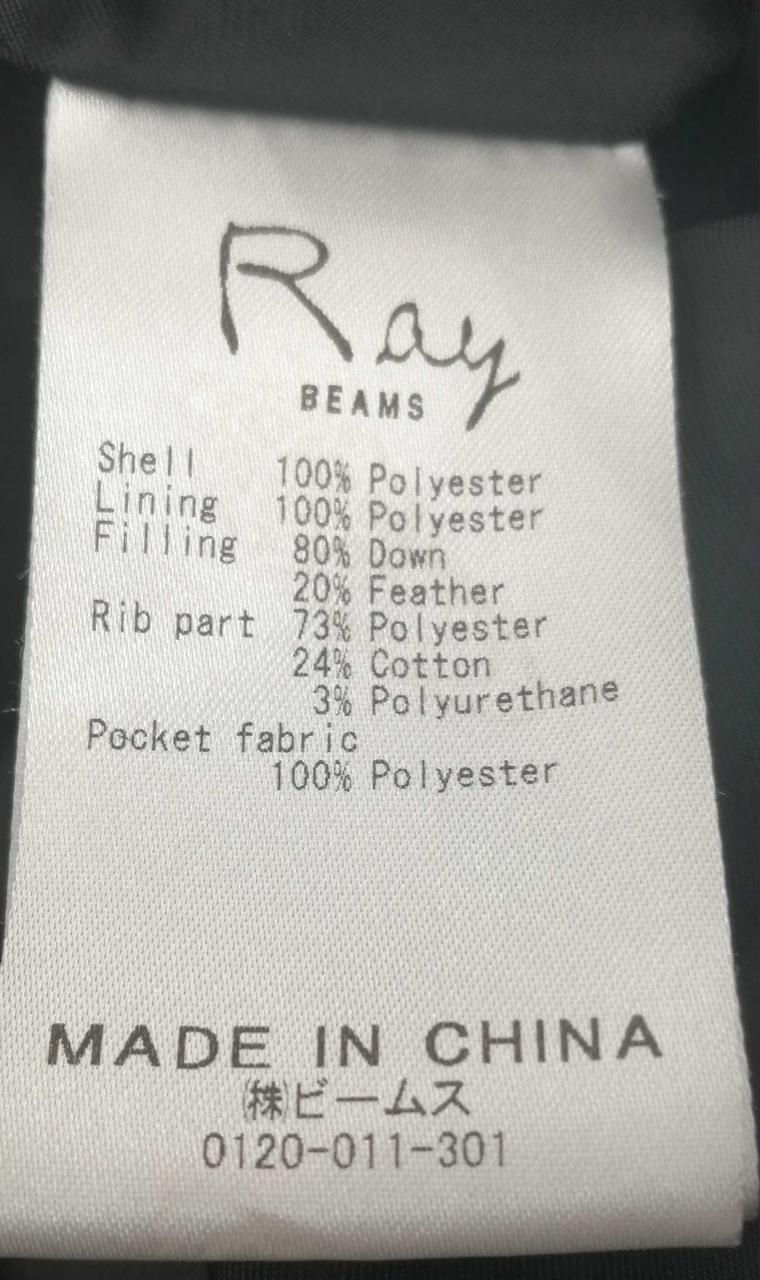 Ray
BEAMS
Shell 100% Polyester
Lining 100% Polyester
Filling 80% Down
20% Feather
Rib part 73% Polyester
24% Cotton
3% Polyurethane
Pocket fabric
100% Polyester
MADE IN CHINA
㈱ビームス
0120-011-301